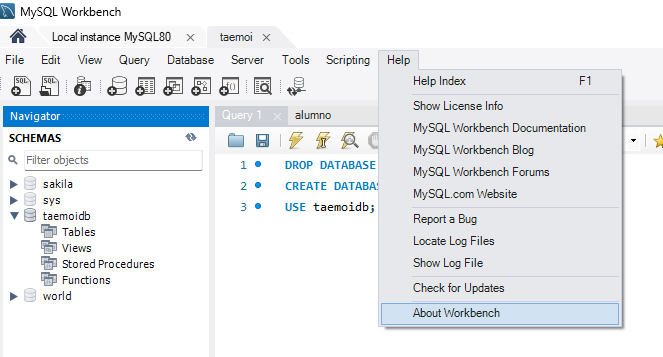 MySQL Workbench
Local instance MySQL80
taemoi
File Edit View Query Database Server Tools Scripting Help
Navigator
SCHEMAS
Filter objects
sakila
sys
taemoidb
Tables
Views
Stored Procedures
Functions
world
Query 1
alumno
1 DROP DATABASE
2 CREATE DATABAS
3 USE taemoidb;
Help Index F1
Show License Info
MySQL Workbench Documentation
MySQL Workbench Blog
MySQL Workbench Forums
MySQL.com Website
Report a Bug
Locate Log Files
Show Log File
Check for Updates
About Workbench